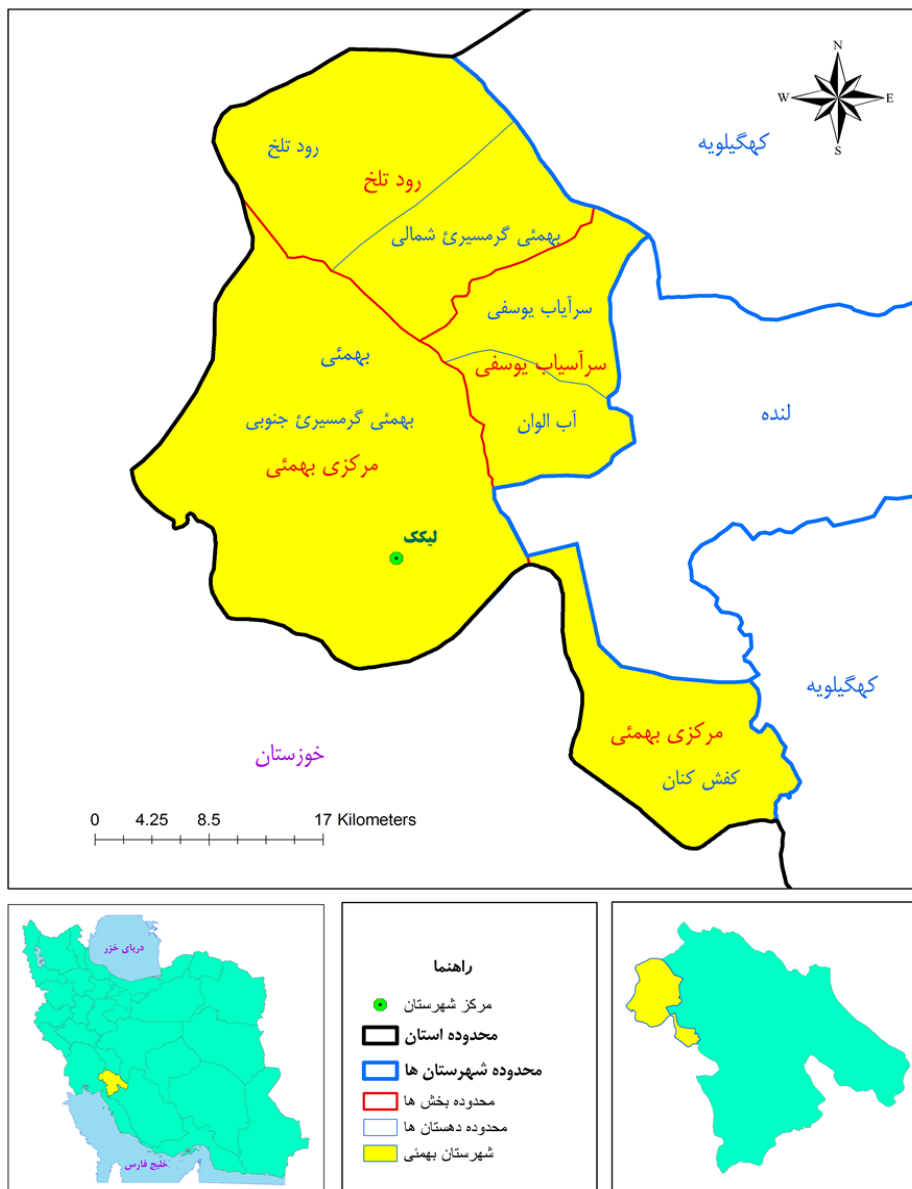 N
W E
S
کهگیلویه
رود تلخ
رود تلخ
بهمئی گرمسیرئ شمالی
سرآیاب یوسفی
سرآسیاب یوسفی
بهمئی
لنده
بهمئی گرمسیرئ جنوبی
آب الوان
مرکزی بهمئی
لیکک
کهگیلویه
مرکزی بهمئی
خوزستان
کفش کنان
0 4.25 8.5 17 Kilometers
دریای خزر
خلیج فارس
راهنما
مرکز شهرستان
محدوده استان
محدوده شهرستان ها
محدوده بخش ها
محدوده دهستان ها
شهرستان بهمئی